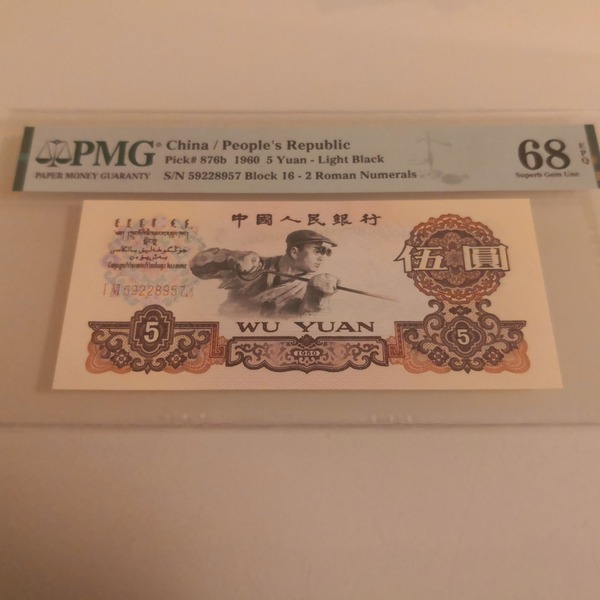 PMG
PAPER MONEY GUARANTY
China / People's Republic
Pick# 876b 1960 5 Yuan - Light Black
S/N 59228957 Block 16 - 2 Roman Numerals
68 EPQ
Superb Gem Unc
中國人民銀行
伍圓
59228957
WU YUAN
5
1960
5